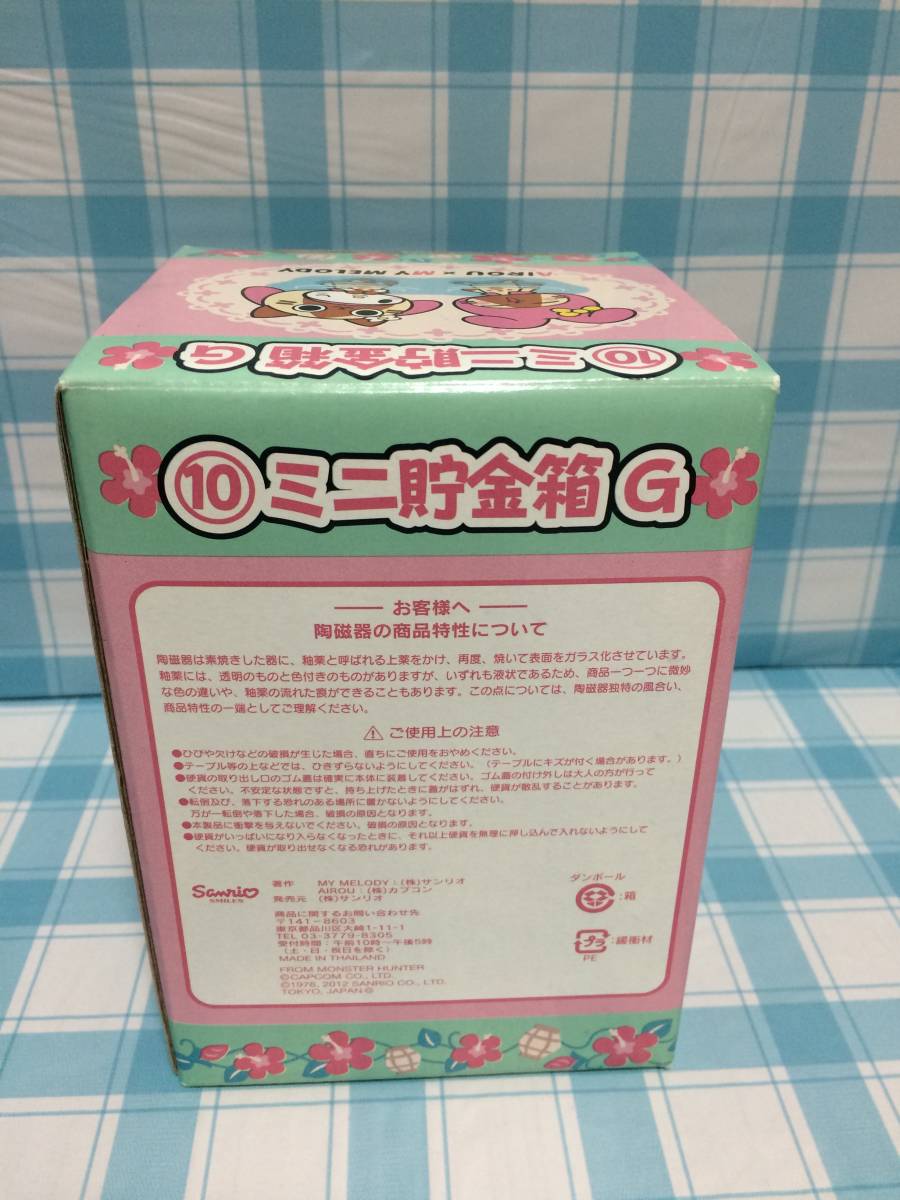 AIROU × MY MELODY
⑩ミニ貯金箱 G
⑩ミニ貯金箱 G
お客様へ
陶磁器の商品特性について
陶磁器は素焼きした器に、釉薬と呼ばれる上薬をかけ、再度、焼いて表面をガラス化させています。
釉薬には、透明のものと色付きのものがありますが、いずれも液状であるため、商品一つ一つに微妙
な色の違いや、釉薬の流れた痕ができることもあります。この点については、陶磁器独特の風合い、
商品特性の一端としてご理解ください。
⚠ ご使用上の注意
●ひびや欠けなどの破損が生じた場合、直ちにご使用をおやめください。
●テーブル等の上などでは、ひきずらないようにしてください。(テーブルにキズが付く場合があります。)
●硬貨の取り出し口のゴム蓋は確実に本体に装着してください。ゴム蓋の付け外しは大人の方が行って
ください。不安定な状態ですと、持ち上げたときに蓋がはずれ、硬貨が散乱することがあります。
●転倒及び、落下する恐れのある場所に置かないようにしてください。
万が一転倒や落下した場合、破損の原因となります。
●本製品に衝撃を与えないでください。破損の原因となります。
●硬貨がいっぱいになり入らなくなったときに、それ以上硬貨を無理に押し込んで入れないようにして
ください。硬貨が取り出せなくなる恐れがあります。
Sanrio
SMILES
著作 MY MELODY:(株)サンリオ
AIROU:(株)カプコン
発売元 (株)サンリオ
商品に関するお問い合わせ先
〒141-8603
東京都品川区大崎1-11-1
TEL 03-3779-8305
受付時間:午前10時〜午後5時
(土・日・祝日を除く)
MADE IN THAILAND
FROM MONSTER HUNTER
©CAPCOM CO., LTD.
©1976, 2012 SANRIO CO., LTD.
TOKYO, JAPAN Ⓛ
ダンボール
:箱
プラ:緩衝材
PE